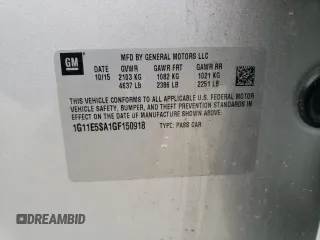 GM
MFD BY GENERAL MOTORS LLC
10/15 GVWR GAWR FRT GAWR RR
2103 KG 1082 KG 1021 KG
4637 LB 2386 LB 2251 LB
THIS VEHICLE CONFORMS TO ALL APPLICABLE U.S. FEDERAL MOTOR
VEHICLE SAFETY, BUMPER, AND THEFT PREVENTION STANDARDS IN
EFFECT ON THE DATE OF MANUFACTURE SHOWN ABOVE.
1G11E5SA1GF150918 TYPE: PASS CAR
DREAMBID